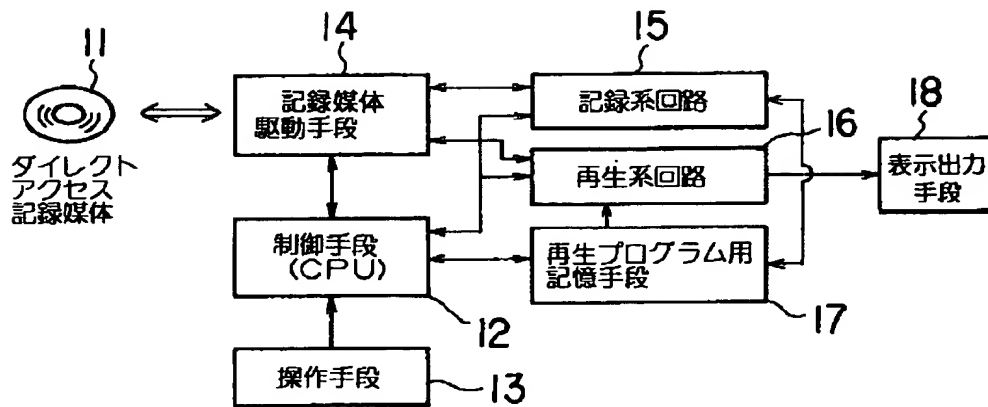 11
ダイレクト
アクセス
記録媒体
14
記録媒体
駆動手段
制御手段
(CPU)
12
操作手段
13
15
記録系回路
16
再生系回路
再生プログラム用
記憶手段
17
18
表示出力
手段